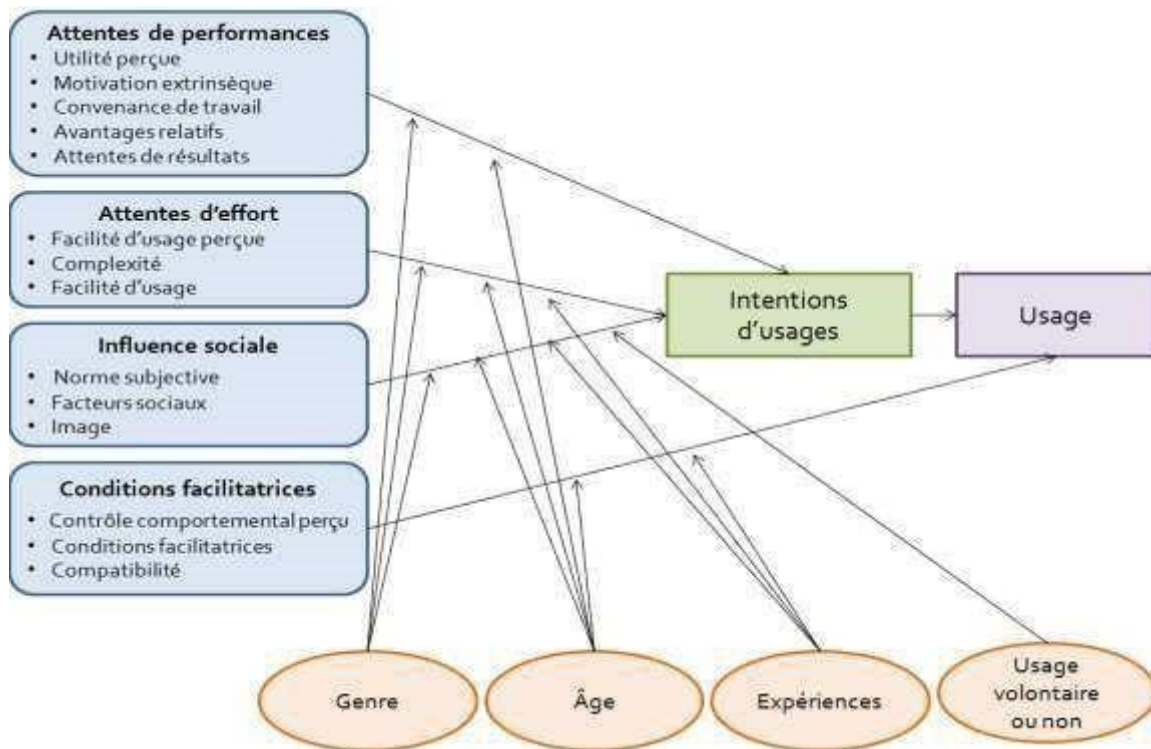 Attentes de performances
• Utilité perçue
• Motivation extrinsèque
• Convenance de travail
• Avantages relatifs
• Attentes de résultats
Attentes d'effort
• Facilité d'usage perçue
• Complexité
• Facilité d'usage
Influence sociale
• Norme subjective
• Facteurs sociaux
• Image
Conditions facilitatrices
• Contrôle comportemental perçu
• Conditions facilitatrices
• Compatibilité
Intentions
d'usages
Usage
Genre
Âge
Expériences
Usage
volontaire
ou non